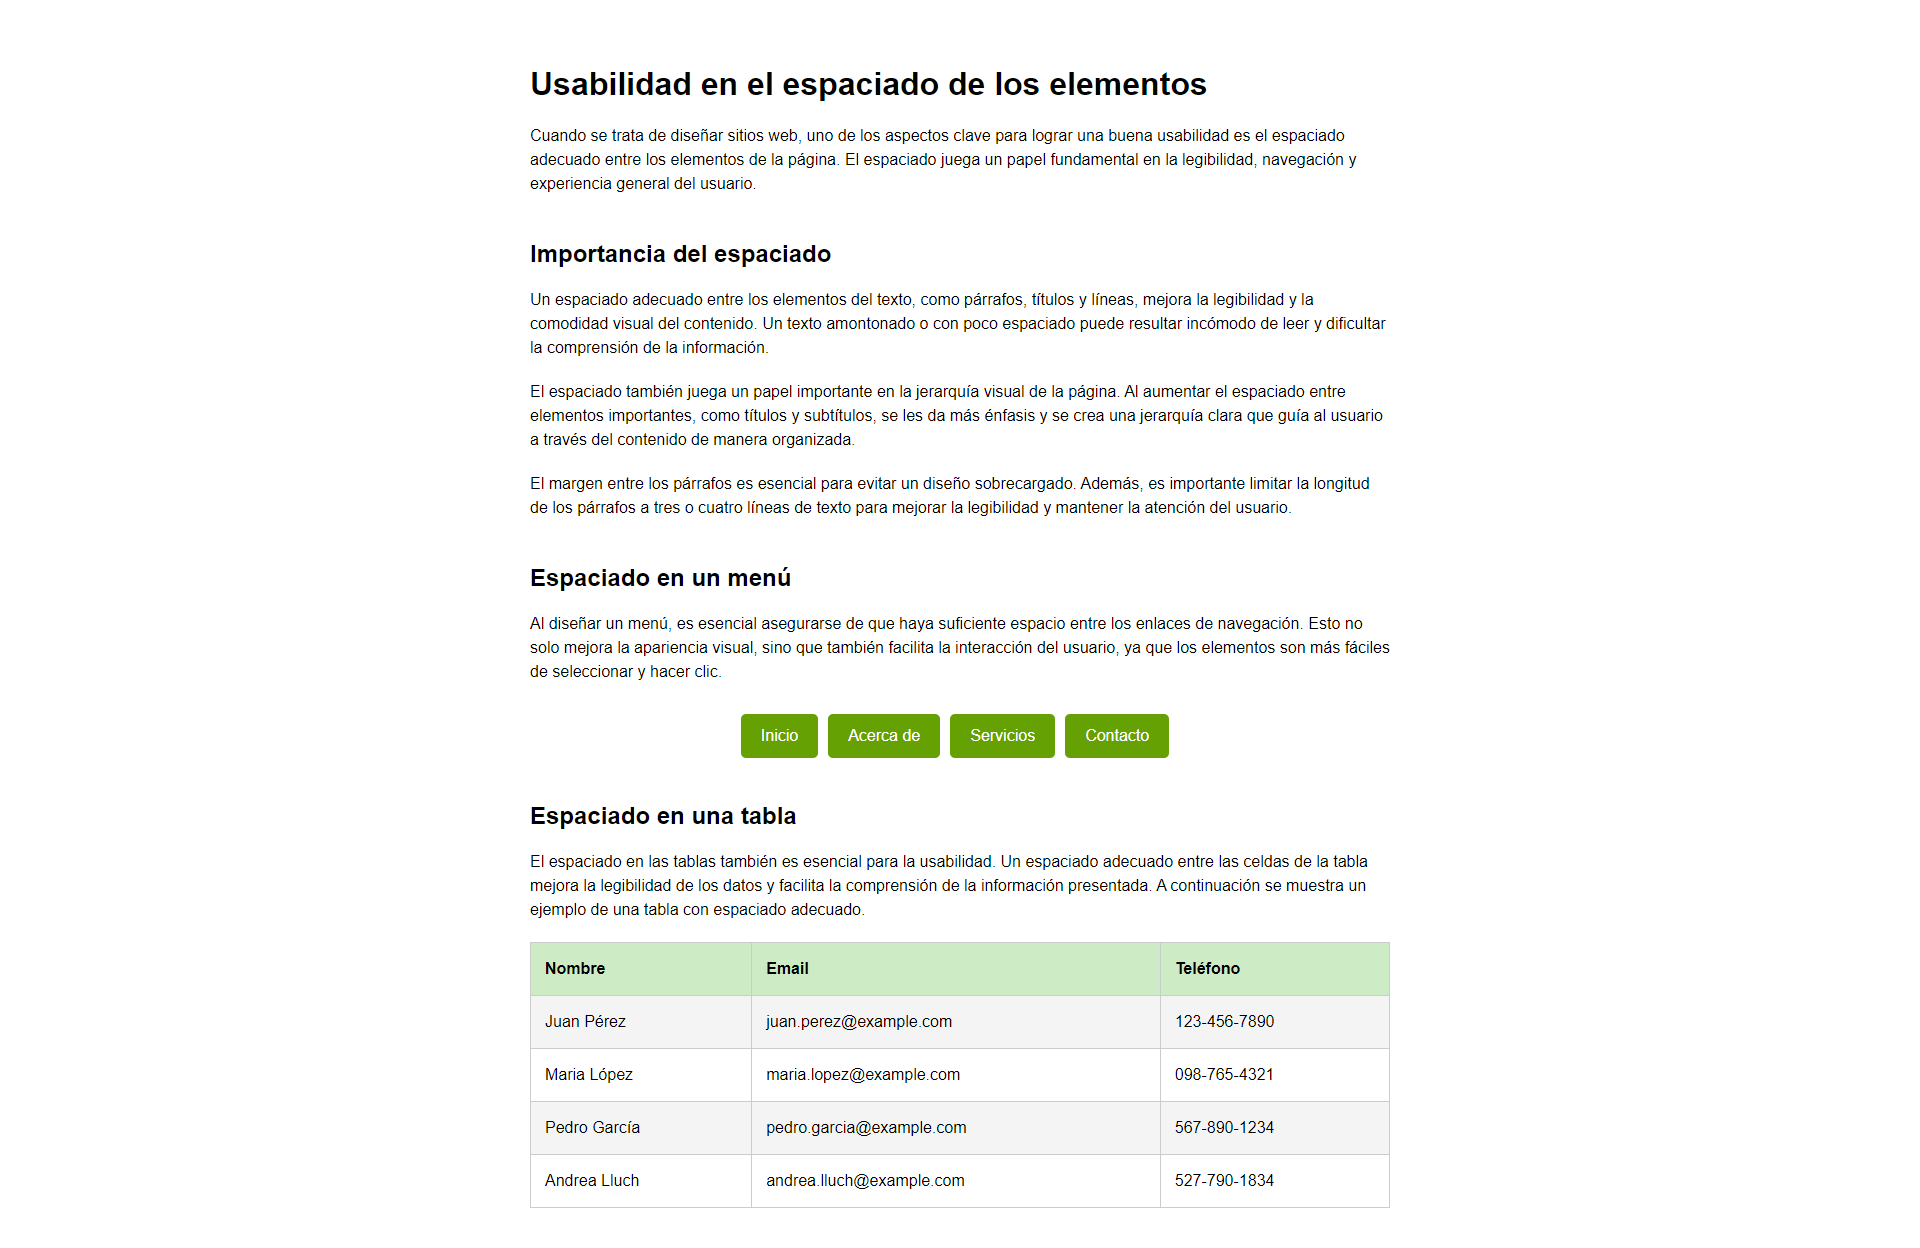 Usabilidad en el espaciado de los elementos
Cuando se trata de diseñar sitios web, uno de los aspectos clave para lograr una buena usabilidad es el espaciado
adecuado entre los elementos de la página. El espaciado juega un papel fundamental en la legibilidad, navegación y
experiencia general del usuario.
Importancia del espaciado
Un espaciado adecuado entre los elementos del texto, como párrafos, títulos y líneas, mejora la legibilidad y la
comodidad visual del contenido. Un texto amontonado o con poco espaciado puede resultar incómodo de leer y dificultar
la comprensión de la información.
El espaciado también juega un papel importante en la jerarquía visual de la página. Al aumentar el espaciado entre
elementos importantes, como títulos y subtítulos, se les da más énfasis y se crea una jerarquía clara que guía al usuario
a través del contenido de manera organizada.
El margen entre los párrafos es esencial para evitar un diseño sobrecargado. Además, es importante limitar la longitud
de los párrafos a tres o cuatro líneas de texto para mejorar la legibilidad y mantener la atención del usuario.
Espaciado en un menú
Al diseñar un menú, es esencial asegurarse de que haya suficiente espacio entre los enlaces de navegación. Esto no
solo mejora la apariencia visual, sino que también facilita la interacción del usuario, ya que los elementos son más fáciles
de seleccionar y hacer clic.
Inicio Acerca de Servicios Contacto
Espaciado en una tabla
El espaciado en las tablas también es esencial para la usabilidad. Un espaciado adecuado entre las celdas de la tabla
mejora la legibilidad de los datos y facilita la comprensión de la información presentada. A continuación se muestra un
ejemplo de una tabla con espaciado adecuado.
Nombre Email Teléfono
Juan Pérez juan.perez@example.com 123-456-7890
Maria López maria.lopez@example.com 098-765-4321
Pedro García pedro.garcia@example.com 567-890-1234
Andrea Lluch andrea.lluch@example.com 527-790-1834